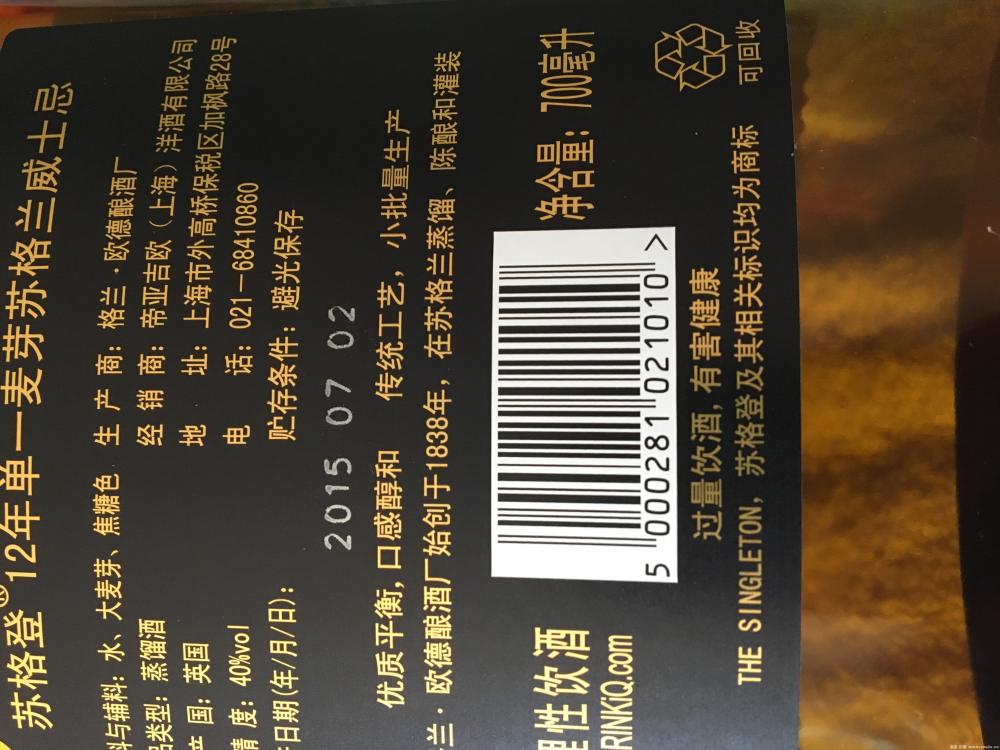 苏格登®12年单一麦芽苏格兰威士忌
料与辅料: 水、大麦芽、焦糖色
品类型: 蒸馏酒
产 国: 英国
精 度: 40%vol
日期(年/月/日):
2015 07 02
生 产 商: 格兰·欧德酿酒厂
经 销 商: 帝亚吉欧（上海）洋酒有限公司
地 址: 上海市外高桥保税区加枫路28号
电 话: 021-68410860
贮存条件: 避光保存
优质平衡, 口感醇和 传统工艺, 小批量生产
兰·欧德酿酒厂始创于1838年, 在苏格兰蒸馏、陈酿和灌装
理性饮酒
RINKiQ.com
5 000281 021010 >
净含量: 700毫升
过量饮酒, 有害健康
THE SINGLETON, 苏格登及其相关标识均为商标
可回收